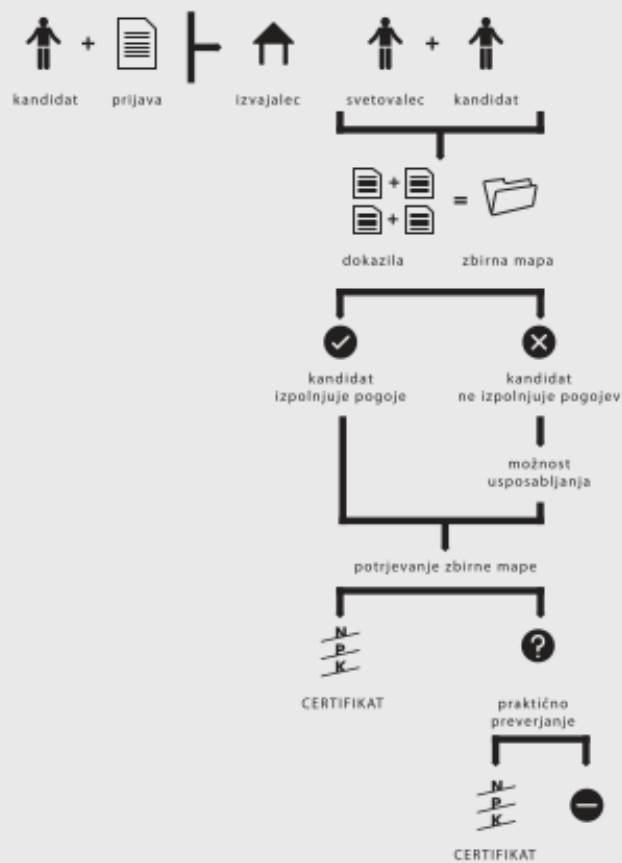 +
+
kandidat prijava izvajalec svetovalec kandidat
+
=
+
dokazila zbirna mapa
kandidat
izpolnjuje pogoje
kandidat
ne izpolnjuje pogojev
možnost
usposabljanja
potrjevanje zbirne mape
N
P
K
?
CERTIFIKAT
praktično
preverjanje
N
P
K
CERTIFIKAT